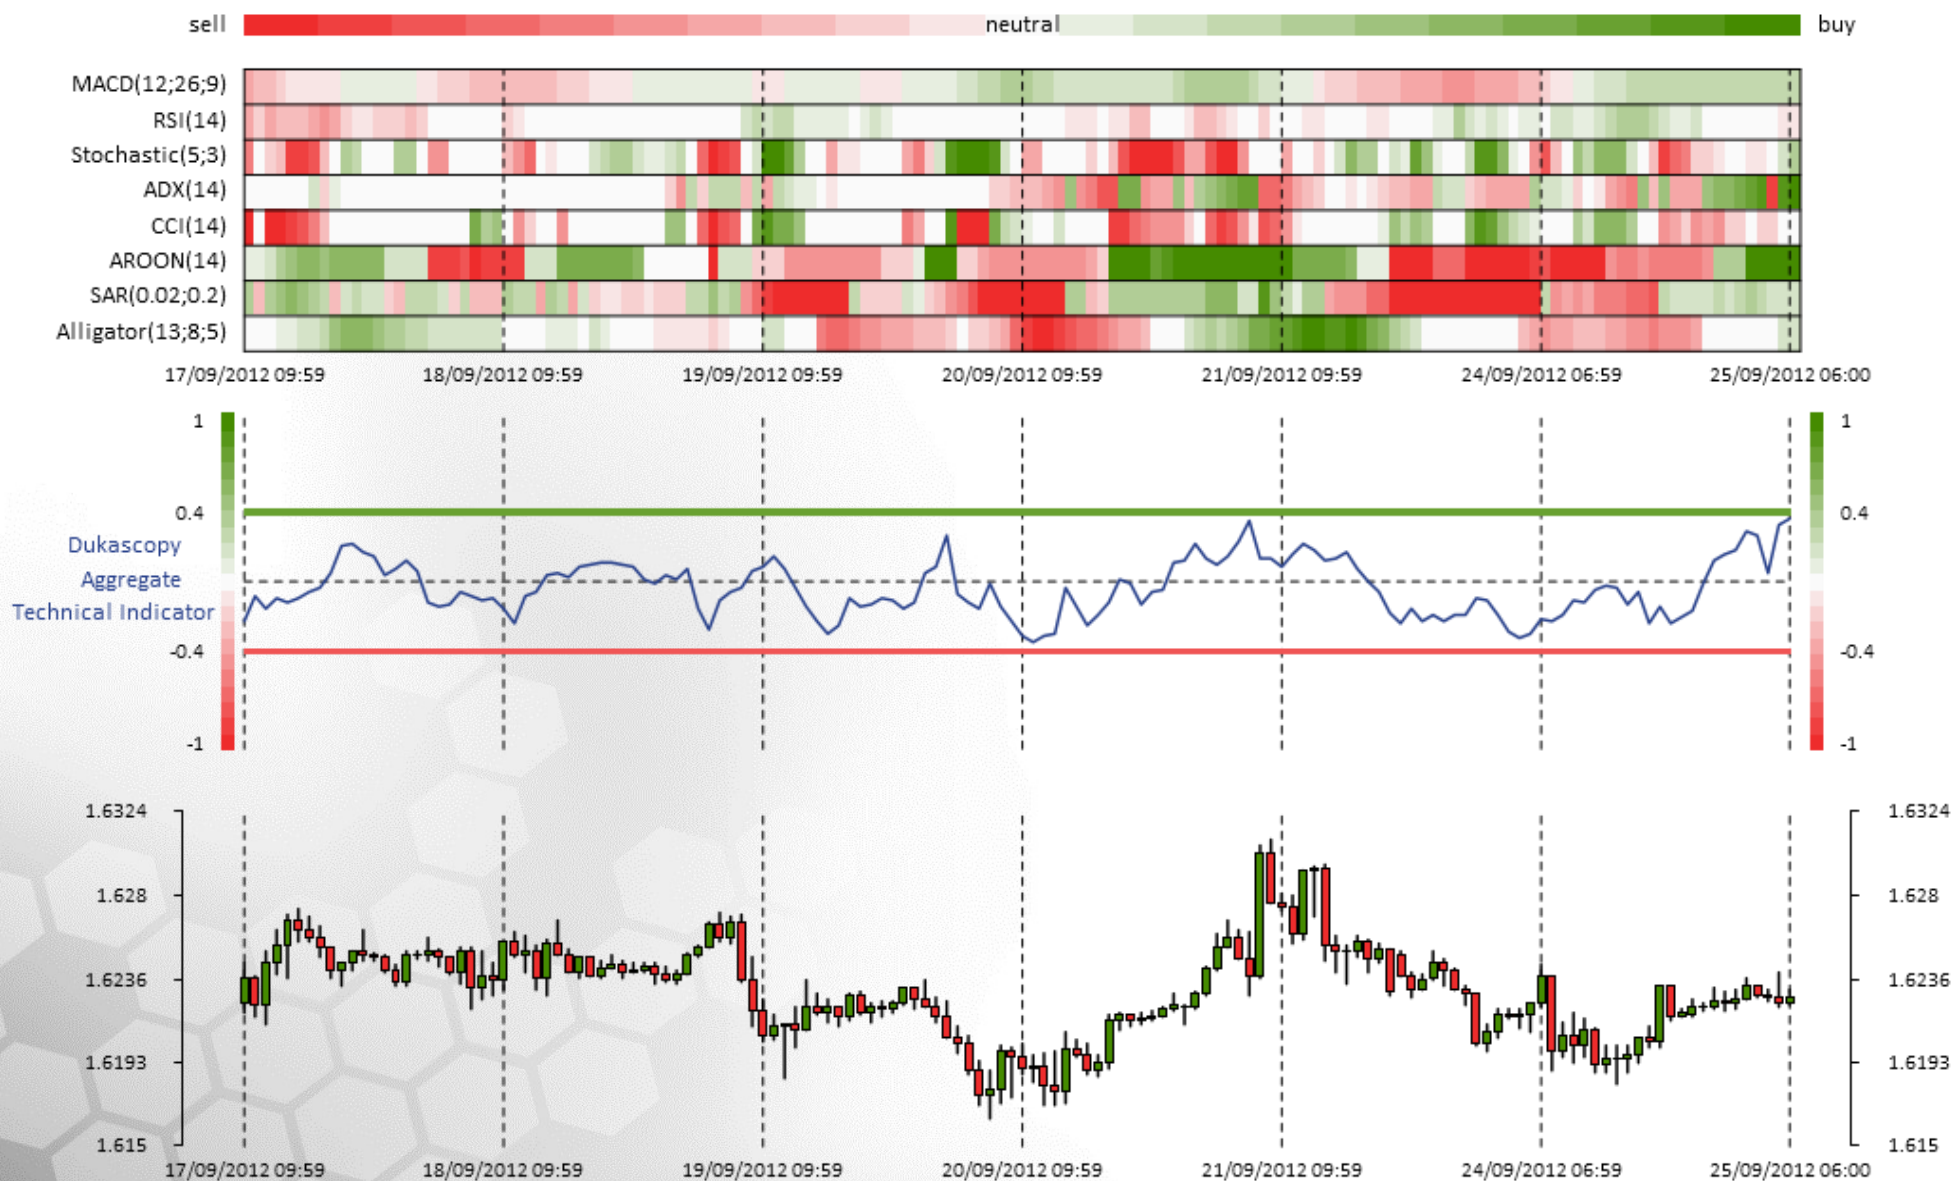 sell neutral buy
MACD(12;26;9)
RSI(14)
Stochastic(5;3)
ADX(14)
CCI(14)
AROON(14)
SAR(0.02;0.2)
Alligator(13;8;5)
17/09/2012 09:59 18/09/2012 09:59 19/09/2012 09:59 20/09/2012 09:59 21/09/2012 09:59 24/09/2012 06:59 25/09/2012 06:00
1 1
0.4 0.4
Dukascopy
Aggregate
Technical Indicator
-0.4 -0.4
-1 -1
1.6324 1.6324
1.628 1.628
1.6236 1.6236
1.6193 1.6193
1.615 1.615
17/09/2012 09:59 18/09/2012 09:59 19/09/2012 09:59 20/09/2012 09:59 21/09/2012 09:59 24/09/2012 06:59 25/09/2012 06:00